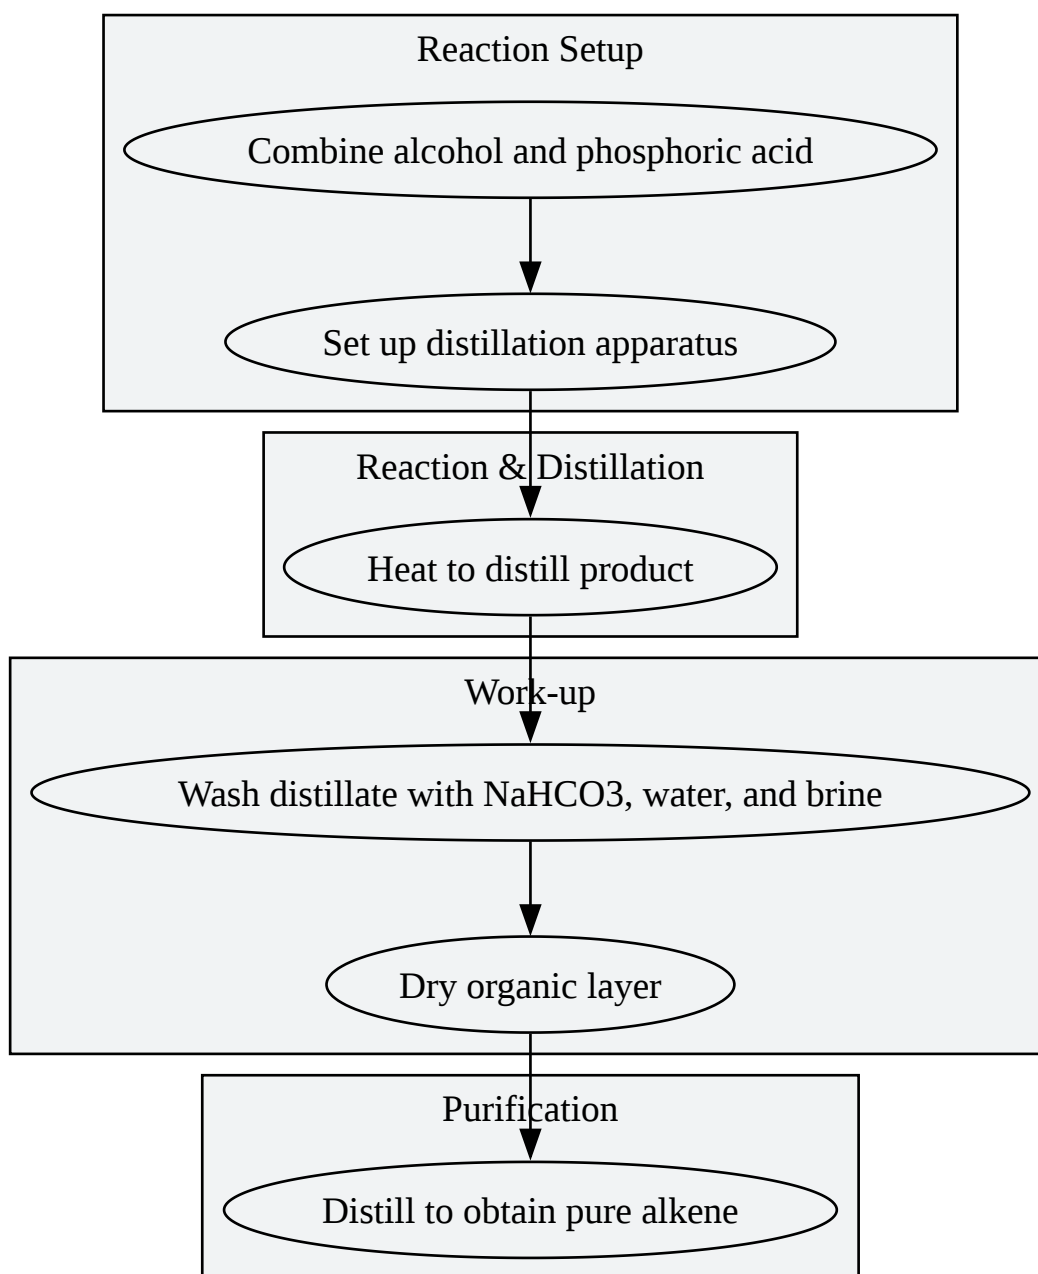 Reaction Setup
Combine alcohol and phosphoric acid
Set up distillation apparatus
Reaction & Distillation
Heat to distill product
Work-up
Wash distillate with NaHCO3, water, and brine
Dry organic layer
Purification
Distill to obtain pure alkene